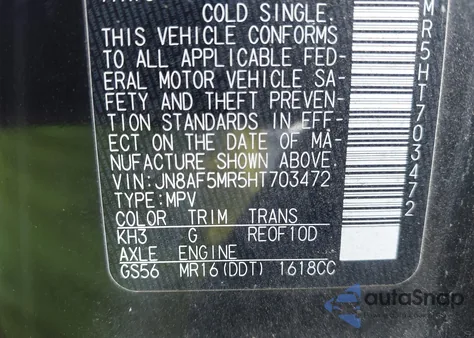 COLD SINGLE.
THIS VEHICLE CONFORMS
TO ALL APPLICABLE FED-
ERAL MOTOR VEHICLE SA-
FETY AND THEFT PREVEN-
TION STANDARDS IN EFF-
ECT ON THE DATE OF MA-
NUFACTURE SHOWN ABOVE.
VIN:JN8AF5MR5HT703472
TYPE:MPV
COLOR TRIM TRANS
KH3 G RE0F10D
AXLE ENGINE
GS56 MR16(DDT) 1618CC
MR5HT703472
autoSnap